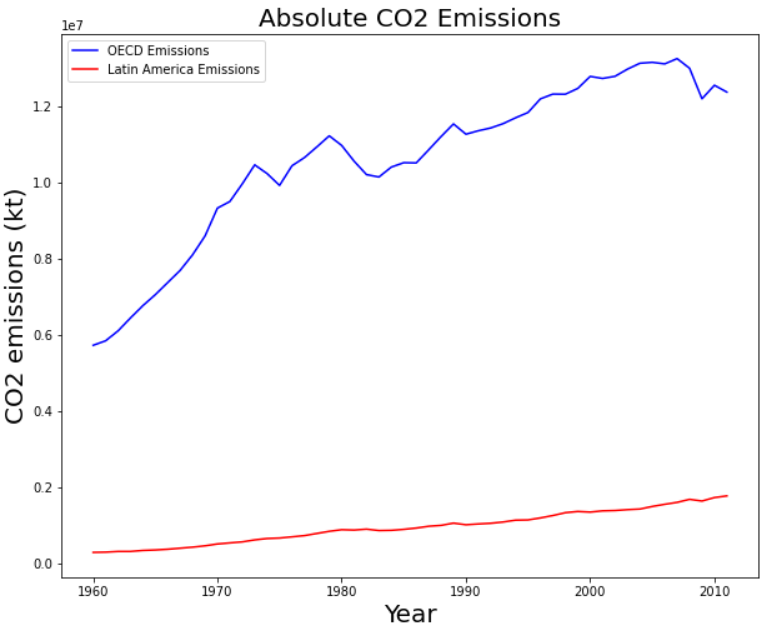 Absolute CO2 Emissions
1e7
OECD Emissions
Latin America Emissions
1.2
1.0
0.8
0.6
0.4
0.2
0.0
CO2 emissions (kt)
1960 1970 1980 1990 2000 2010
Year